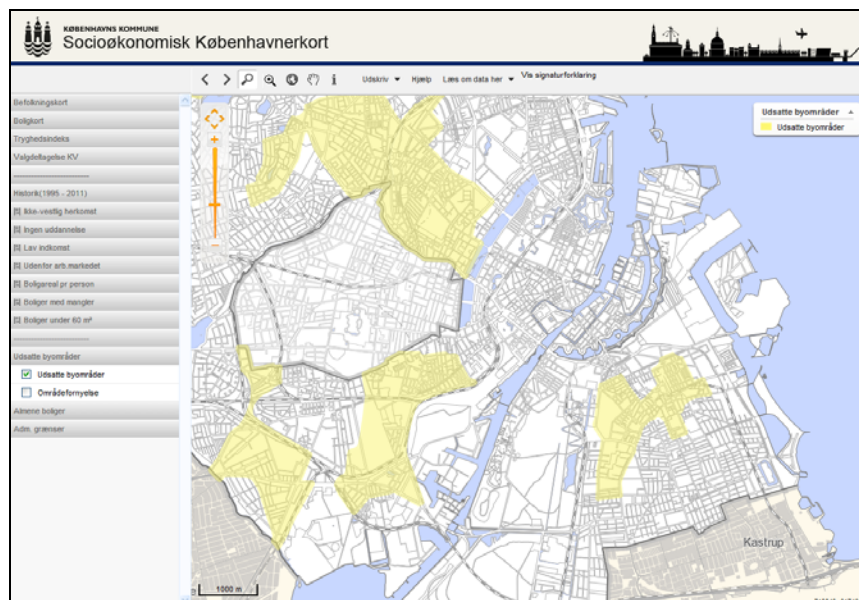 KØBENHAVNS KOMMUNE
Socioøkonomisk Københavnerkort
Udskriv Hjælp Læs om data her Vis signaturforklaring
Befolkningskort
Boligkort
Tryghedsindeks
Valgdeltagelse KV
Historik(1995 - 2011)
[S] Ikke-vestlig herkomst
[S] Ingen uddannelse
[S] Lav indkomst
[S] Udenfor arb.markedet
[S] Boligareal pr person
[S] Boliger med mangler
[S] Boliger under 60 m²
Udsatte byområder
Udsatte byområder
Områdefornyelse
Almene boliger
Adm. grænser
Udsatte byområder
Udsatte byområder
Kastrup
1000 m